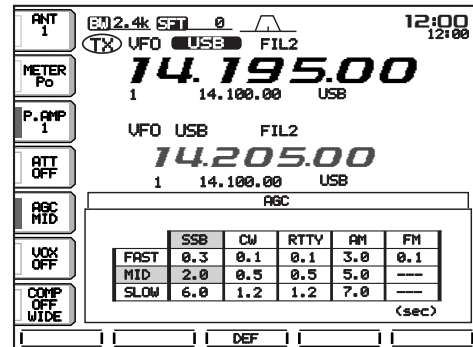 ANT
1
BW 2.4k SFT 0
12:00
12:00
TX VFO USB FIL2
METER
Po
14.195.00
1 14.100.00 USB
P.AMP
1
VFO USB FIL2
14.205.00
1 14.100.00 USB
ATT
OFF
AGC
MID
AGC
SSB CW RTTY AM FM
FAST 0.3 0.1 0.1 3.0 0.1
MID 2.0 0.5 0.5 5.0 ---
SLOW 6.0 1.2 1.2 7.0 ---
(sec)
VOX
OFF
COMP
OFF
WIDE
DEF